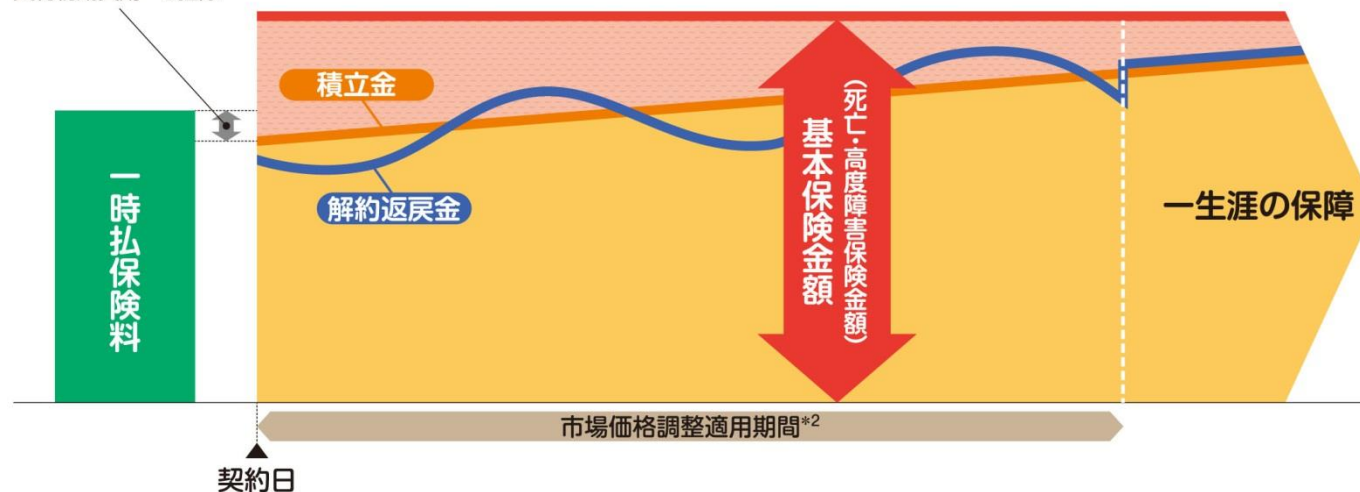 積立金
解約返戻金
一時払保険料
基本保険金額
(死亡・高度障害保険金額)
一生涯の保障
市場価格調整適用期間*2
契約日